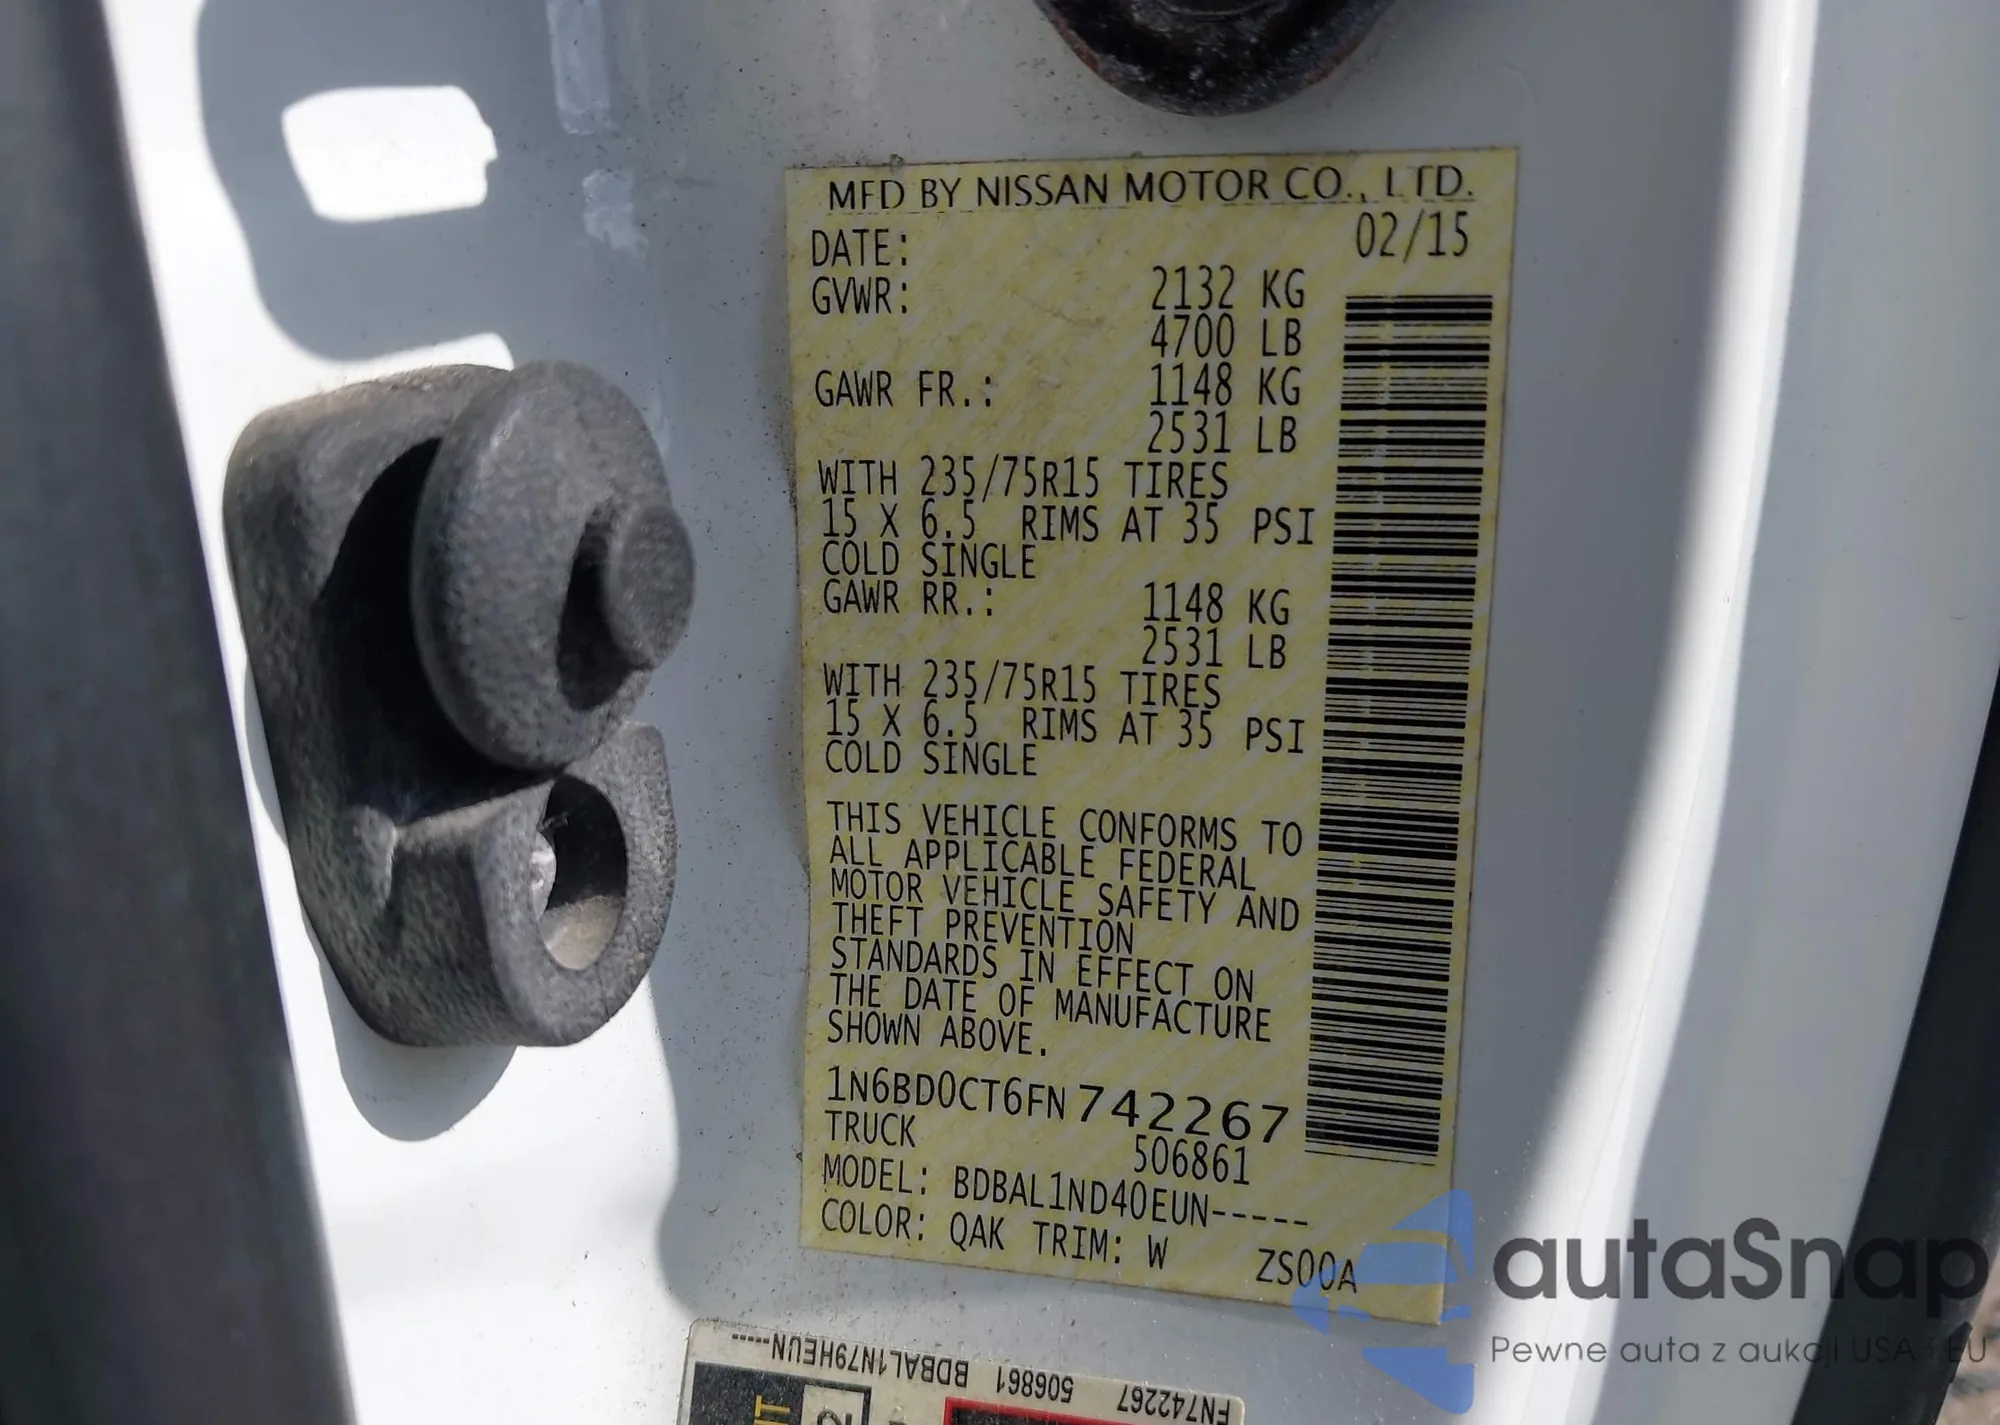 MFD BY NISSAN MOTOR CO., LTD.
DATE: 02/15
GVWR: 2132 KG
4700 LB
GAWR FR.: 1148 KG
2531 LB
WITH 235/75R15 TIRES
15 X 6.5 RIMS AT 35 PSI
COLD SINGLE
GAWR RR.: 1148 KG
2531 LB
WITH 235/75R15 TIRES
15 X 6.5 RIMS AT 35 PSI
COLD SINGLE
THIS VEHICLE CONFORMS TO
ALL APPLICABLE FEDERAL
MOTOR VEHICLE SAFETY AND
THEFT PREVENTION
STANDARDS IN EFFECT ON
THE DATE OF MANUFACTURE
SHOWN ABOVE.
1N6BD0CT6FN742267
TRUCK 506861
MODEL: BDBAL1ND40EUN-----
COLOR: QAK TRIM: W ZS00A
FN742267 506861 BDBAL1N79HEUN-----
autaSnap
Pewne auta z aukcji USA i EU